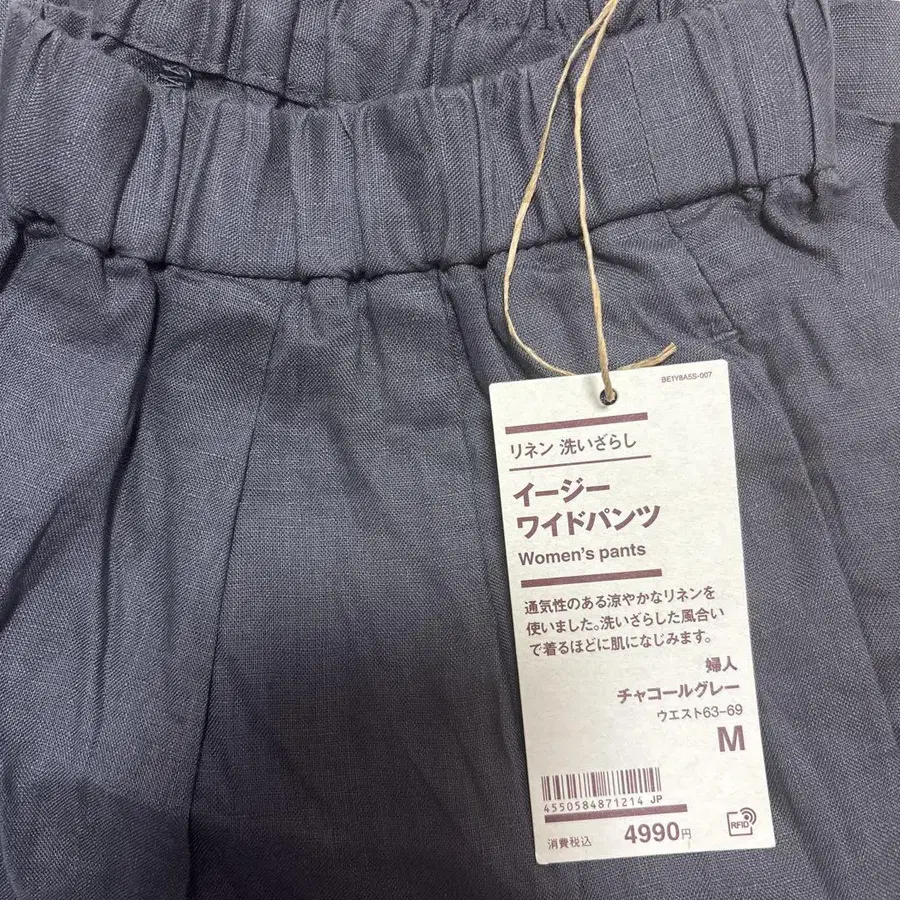 BE1Y8A5S-007
リネン 洗いざらし
イージー
ワイドパンツ
Women's pants
通気性のある涼やかなリネンを
使いました。洗いざらした風合い
で着るほどに肌になじみます。
婦人
チャコールグレー
ウエスト63-69
M
4550584871214 JP
消費税込 4990円
RFID